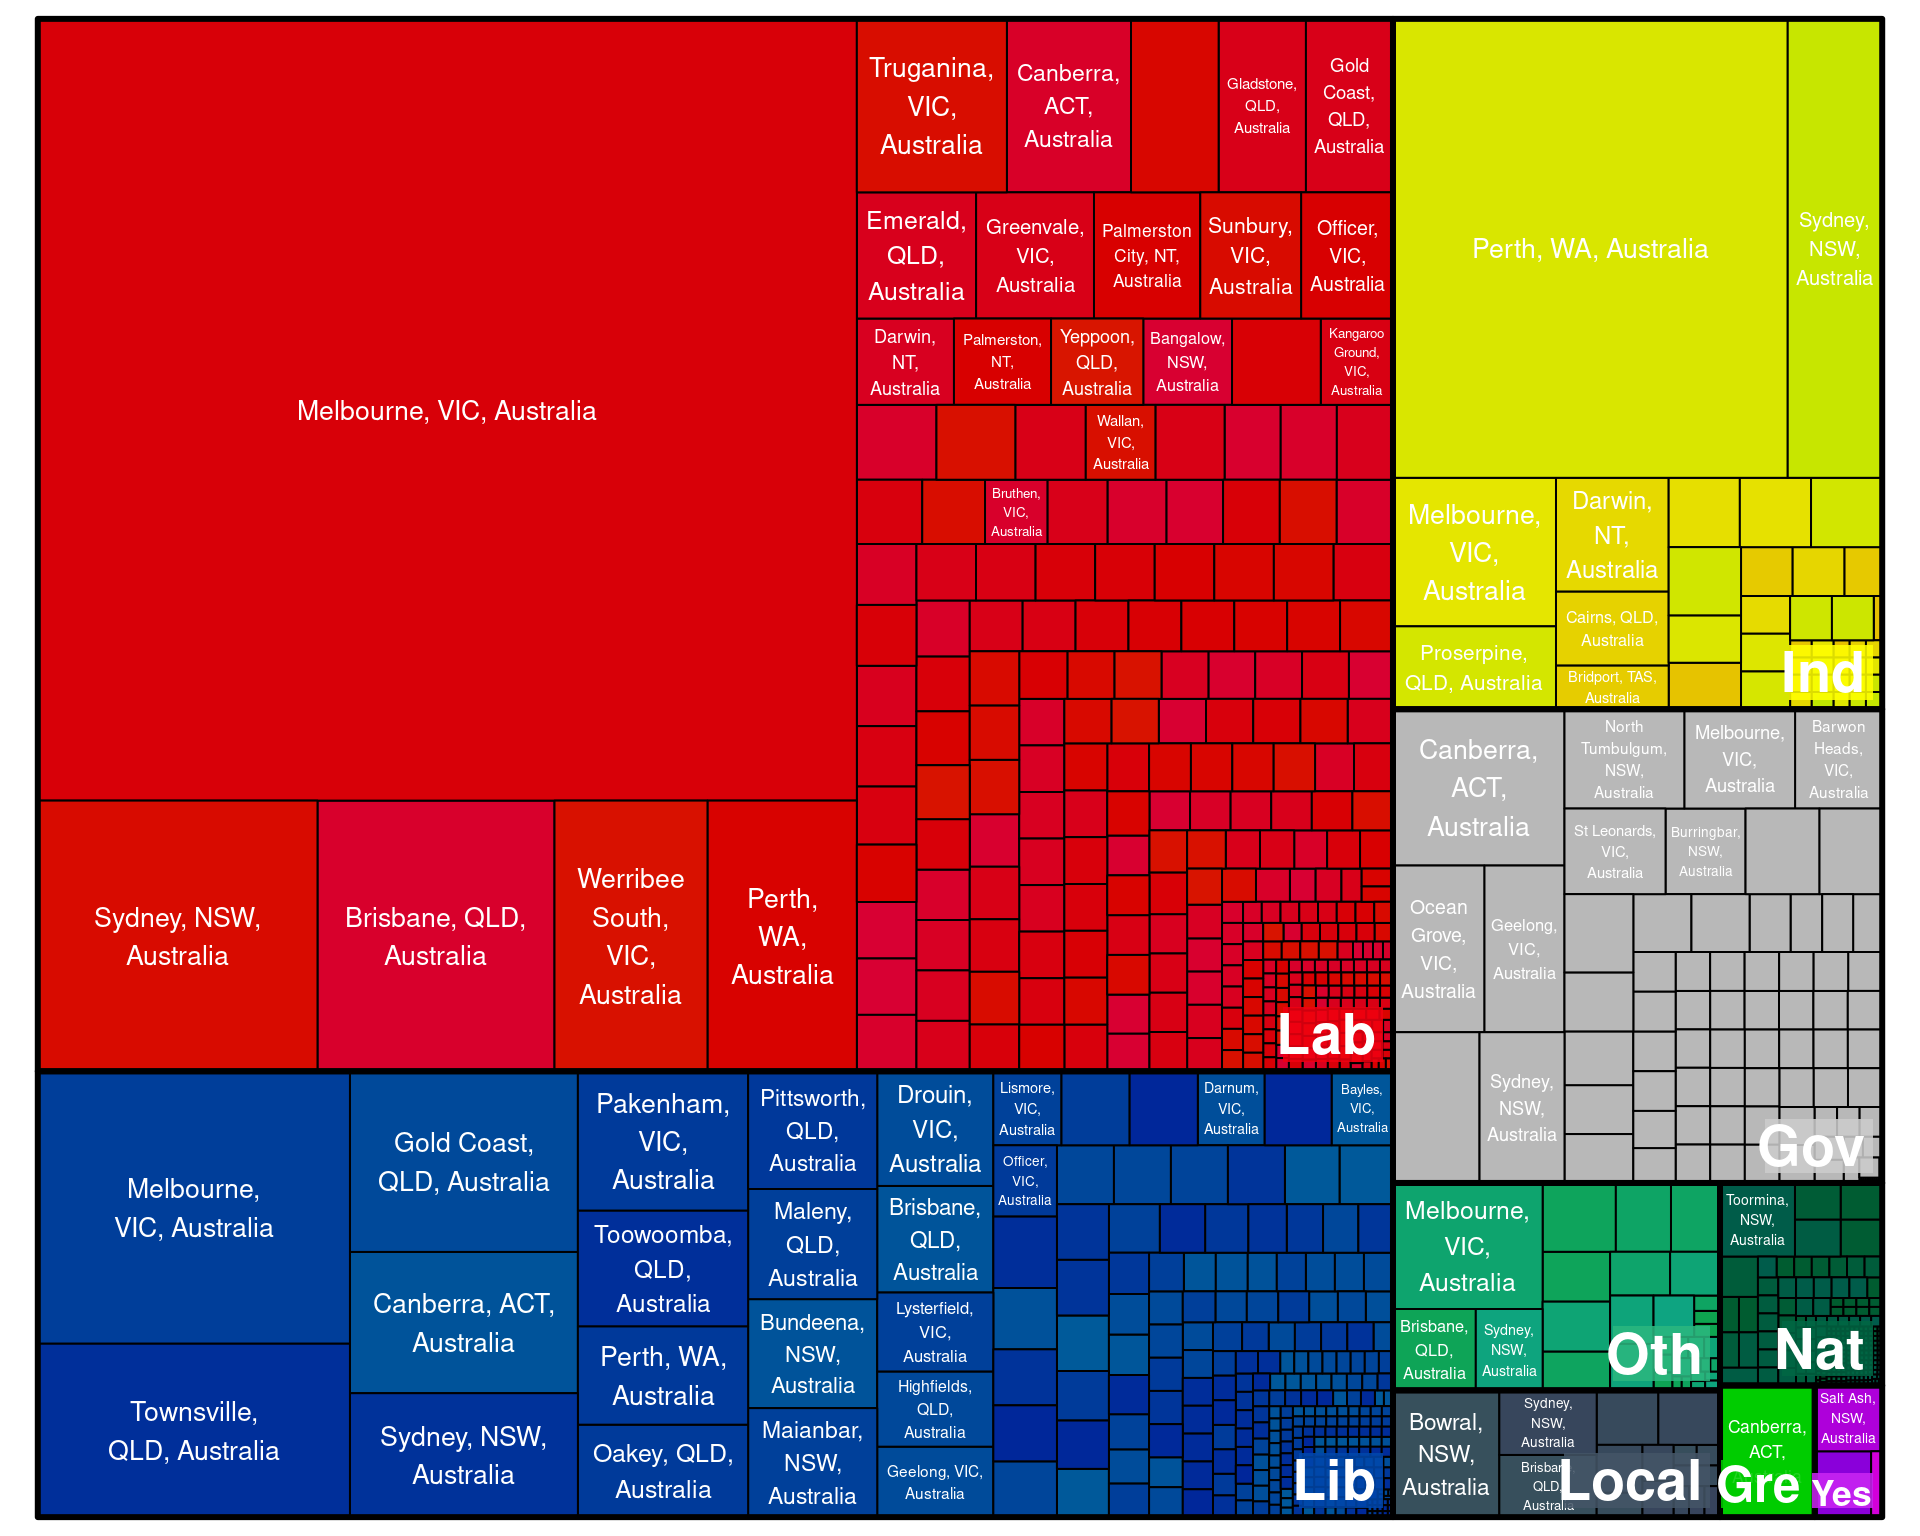 Melbourne, VIC, Australia
Sydney, NSW,
Australia
Brisbane, QLD,
Australia
Werribee
South,
VIC,
Australia
Perth,
WA,
Australia
Truganina,
VIC,
Australia
Canberra,
ACT,
Australia
Gladstone,
QLD,
Australia
Gold
Coast,
QLD,
Australia
Emerald,
QLD,
Australia
Greenvale,
VIC,
Australia
Palmerston
City, NT,
Australia
Sunbury,
VIC,
Australia
Officer,
VIC,
Australia
Darwin,
NT,
Australia
Palmerston,
NT,
Australia
Yeppoon,
QLD,
Australia
Bangalow,
NSW,
Australia
Kangaroo
Ground,
VIC,
Australia
Wallan,
VIC,
Australia
Bruthen,
VIC,
Australia
Lab
Perth, WA, Australia
Sydney,
NSW,
Australia
Melbourne,
VIC,
Australia
Darwin,
NT,
Australia
Cairns, QLD,
Australia
Proserpine,
QLD, Australia
Bridport, TAS,
Australia
Ind
Canberra,
ACT,
Australia
North
Tumbulgum,
NSW,
Australia
Melbourne,
VIC,
Australia
Barwon
Heads,
VIC,
Australia
St Leonards,
VIC,
Australia
Burringbar,
NSW,
Australia
Ocean
Grove,
VIC,
Australia
Geelong,
VIC,
Australia
Sydney,
NSW,
Australia
Gov
Melbourne,
VIC, Australia
Townsville,
QLD, Australia
Gold Coast,
QLD, Australia
Canberra, ACT,
Australia
Sydney, NSW,
Australia
Pakenham,
VIC,
Australia
Toowoomba,
QLD,
Australia
Perth, WA,
Australia
Oakey, QLD,
Australia
Pittsworth,
QLD,
Australia
Maleny,
QLD,
Australia
Bundeena,
NSW,
Australia
Maianbar,
NSW,
Australia
Drouin,
VIC,
Australia
Brisbane,
QLD,
Australia
Lysterfield,
VIC,
Australia
Highfields,
QLD,
Australia
Geelong, VIC,
Australia
Lismore,
VIC,
Australia
Darnum,
VIC,
Australia
Bayles,
VIC,
Australia
Officer,
VIC,
Australia
Lib
Melbourne,
VIC,
Australia
Brisbane,
QLD,
Australia
Sydney,
NSW,
Australia
Oth
Toormina,
NSW,
Australia
Nat
Bowral,
NSW,
Australia
Sydney,
NSW,
Australia
QLD,
Local
Canberra,
ACT,
Gre
Salt Ash,
NSW,
Australia
Yes